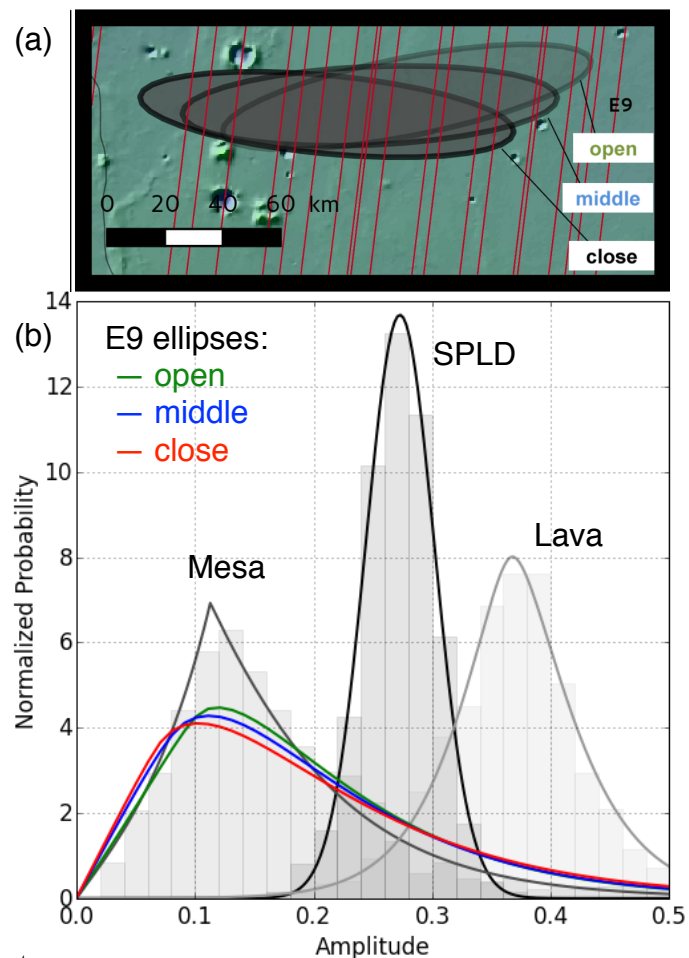 (a)
E9
open
middle
close
0 20 40 60 km
(b)
14
12
10
8
6
4
2
0
Normalized Probability
E9 ellipses:
— open
— middle
— close
SPLD
Lava
Mesa
0.0 0.1 0.2 0.3 0.4 0.5
Amplitude